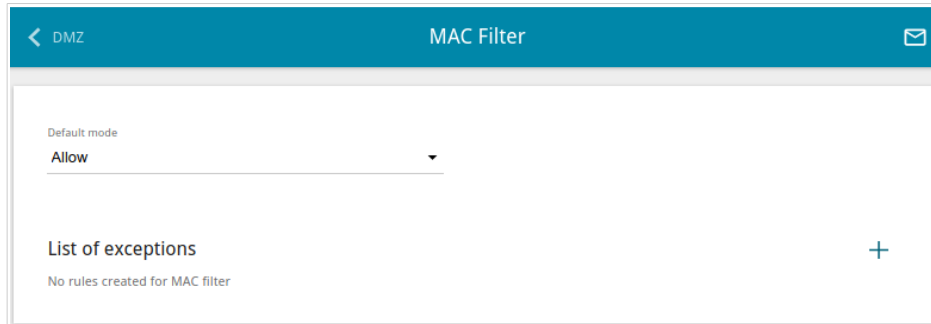 DMZ
MAC Filter
Default mode
Allow
List of exceptions
No rules created for MAC filter